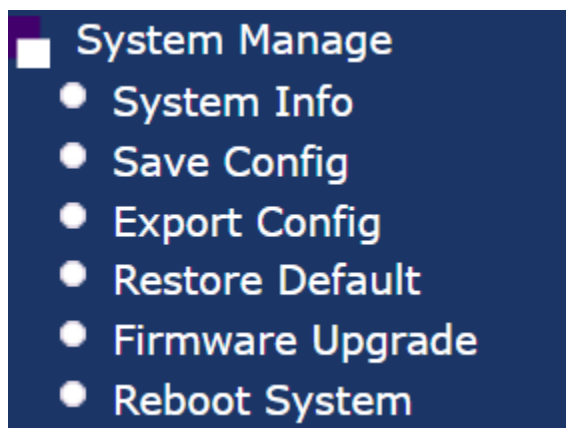 System Manage
System Info
Save Config
Export Config
Restore Default
Firmware Upgrade
Reboot System